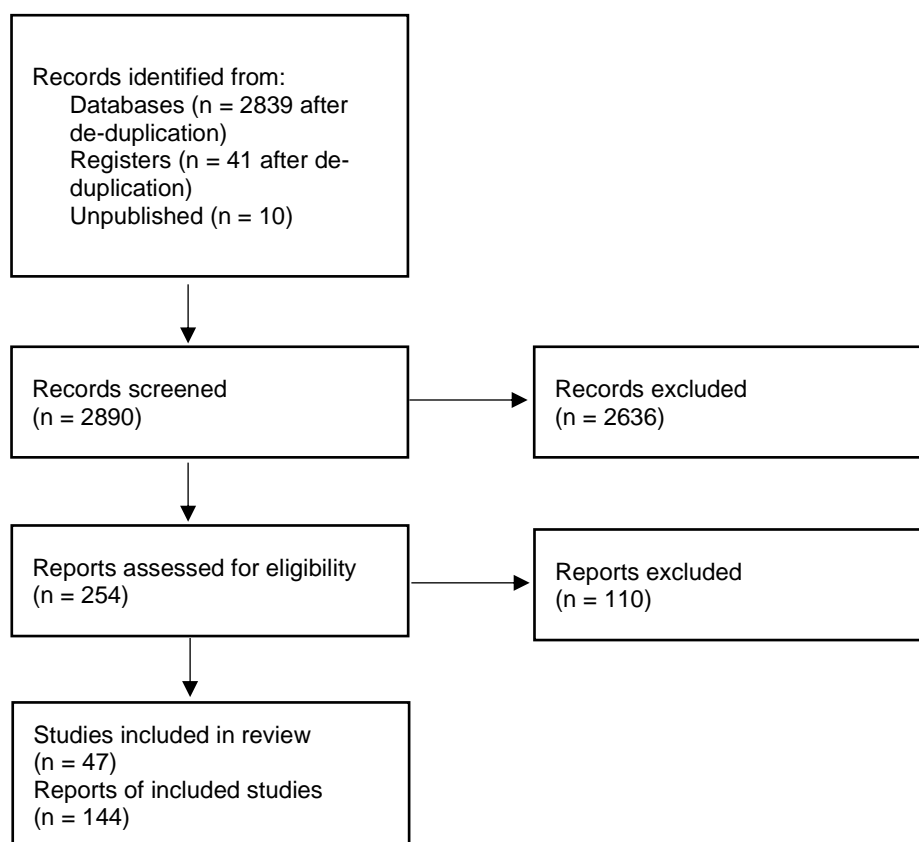 Records identified from:
Databases (n = 2839 after
de-duplication)
Registers (n = 41 after de-
duplication)
Unpublished (n = 10)
Records screened
(n = 2890)
Records excluded
(n = 2636)
Reports assessed for eligibility
(n = 254)
Reports excluded
(n = 110)
Studies included in review
(n = 47)
Reports of included studies
(n = 144)